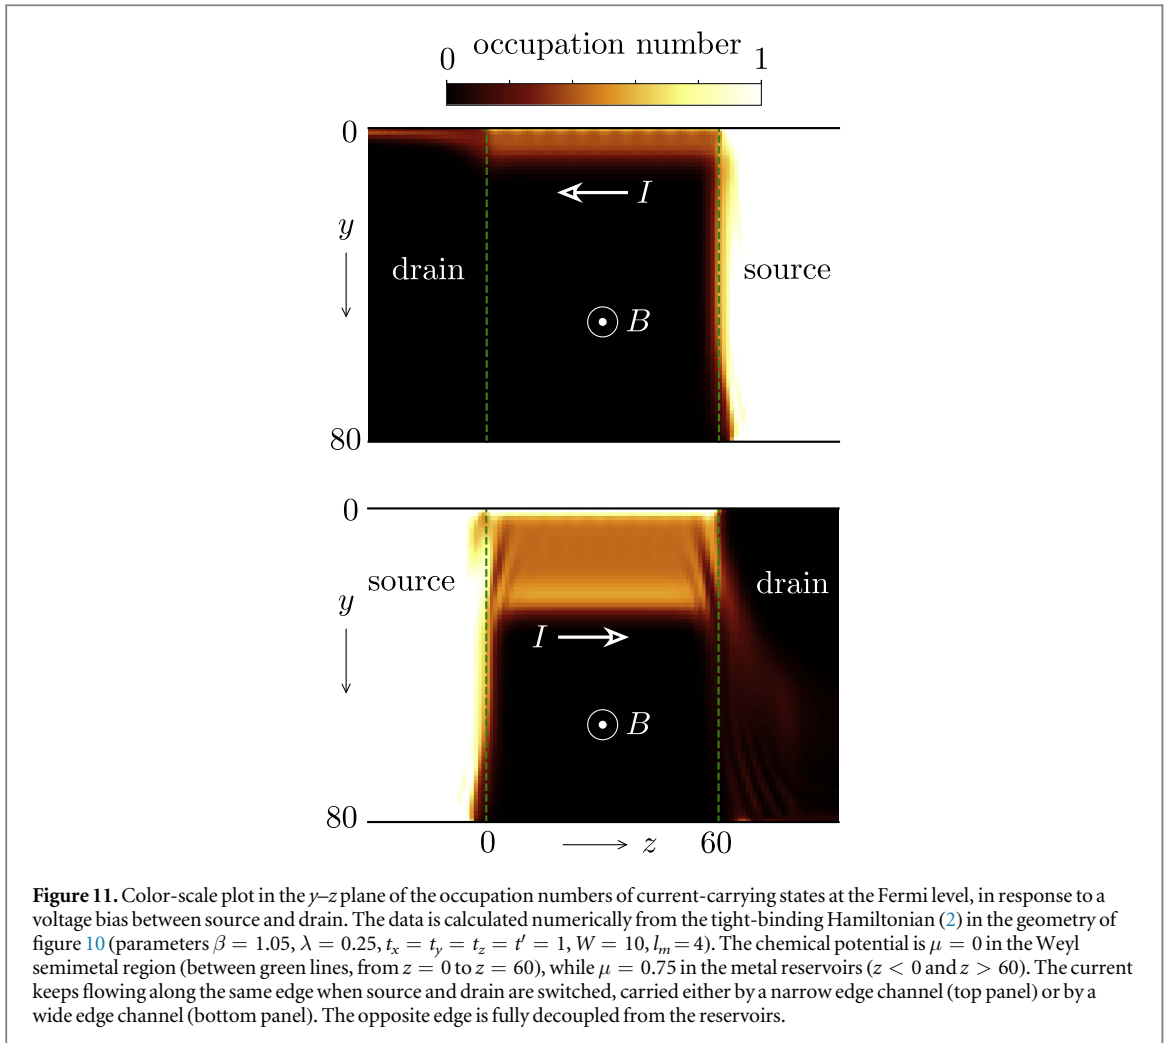 occupation number
0 1
0
I
y
drain source
B
80
0
source drain
y
I
B
80
0 z 60
Figure 11. Color-scale plot in the y–z plane of the occupation numbers of current-carrying states at the Fermi level, in response to a
voltage bias between source and drain. The data is calculated numerically from the tight-binding Hamiltonian (2) in the geometry of
figure 10 (parameters β = 1.05, λ = 0.25, tₓ = t_y = t_z = t′ = 1, W = 10, lₘ = 4). The chemical potential is μ = 0 in the Weyl
semimetal region (between green lines, from z = 0 to z = 60), while μ = 0.75 in the metal reservoirs (z < 0 and z > 60). The current
keeps flowing along the same edge when source and drain are switched, carried either by a narrow edge channel (top panel) or by a
wide edge channel (bottom panel). The opposite edge is fully decoupled from the reservoirs.